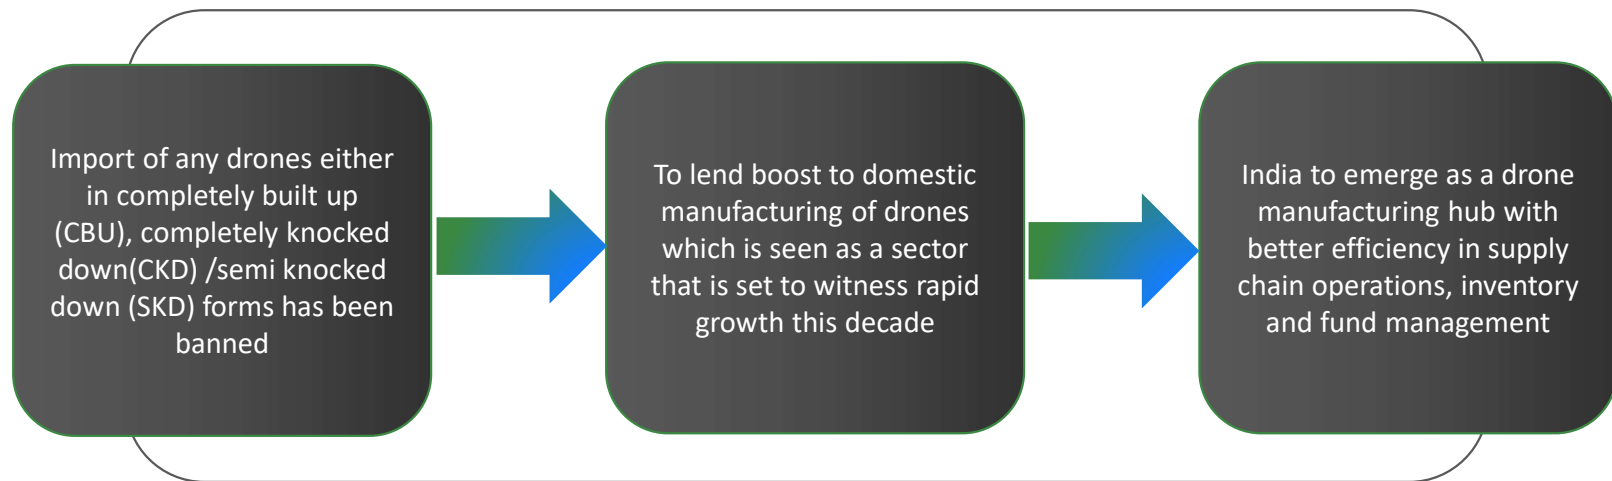 Import of any drones either
in completely built up
(CBU), completely knocked
down(CKD) /semi knocked
down (SKD) forms has been
banned
To lend boost to domestic
manufacturing of drones
which is seen as a sector
that is set to witness rapid
growth this decade
India to emerge as a drone
manufacturing hub with
better efficiency in supply
chain operations, inventory
and fund management